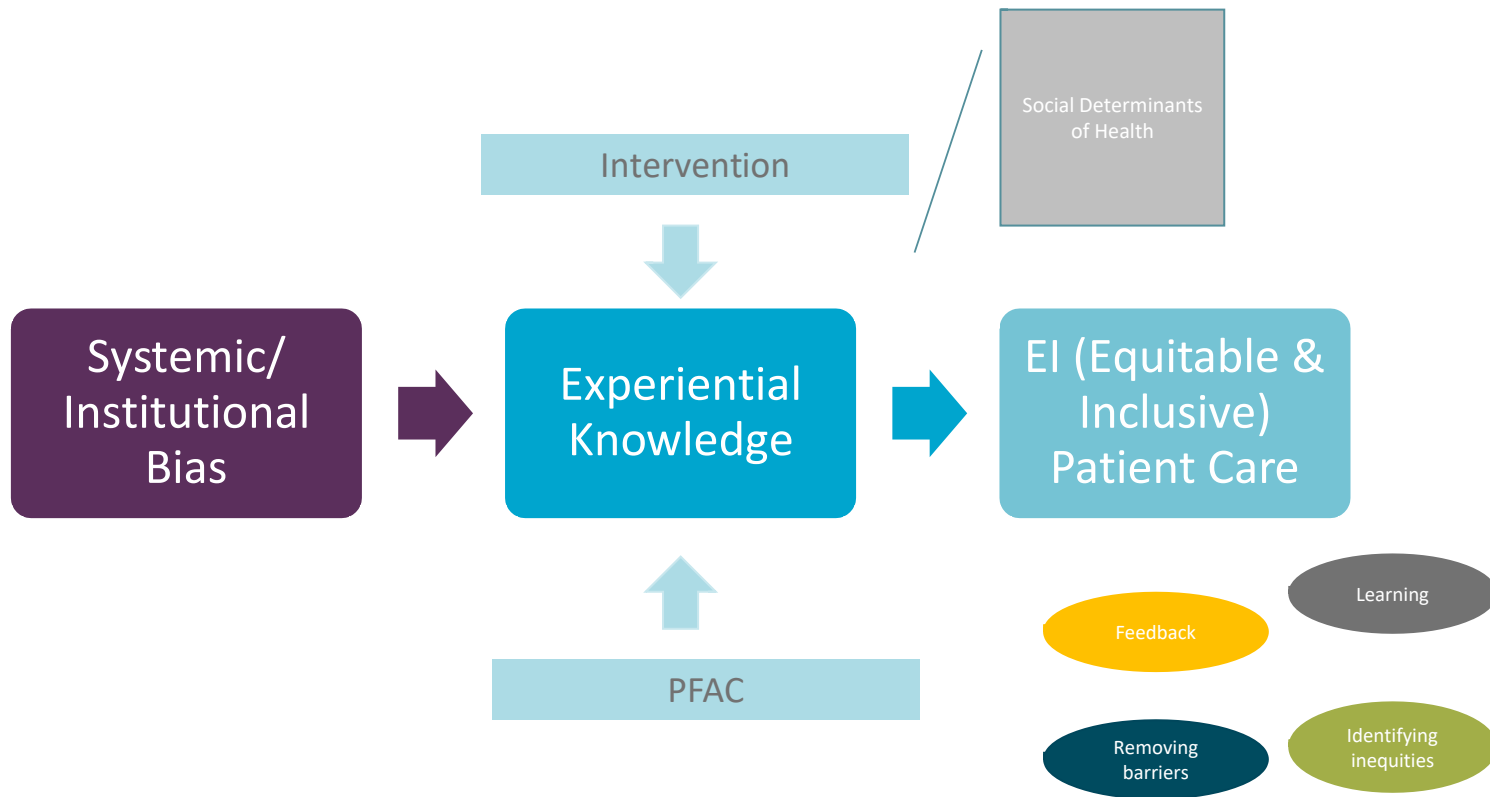 Social Determinants
of Health
Intervention
Systemic/
Institutional
Bias
Experiential
Knowledge
EI (Equitable &
Inclusive)
Patient Care
Learning
Feedback
PFAC
Removing
barriers
Identifying
inequities